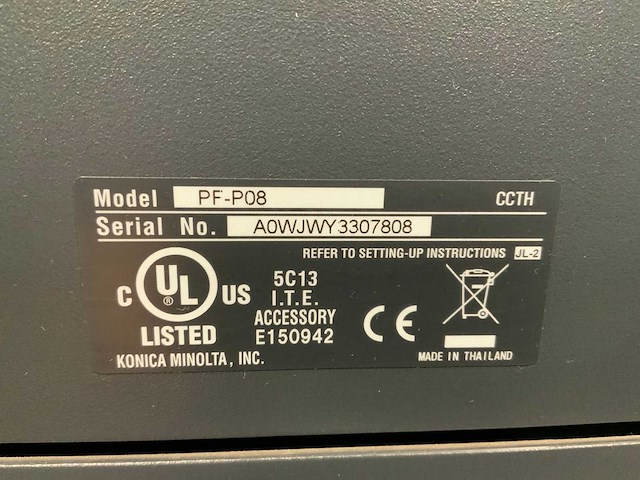 Model PF-P08 CCTH
Serial No. A0WJWY3307808
REFER TO SETTING-UP INSTRUCTIONS JL-2
C UL ® US
LISTED
5C13
I.T.E.
ACCESSORY
E150942
CE
KONICA MINOLTA, INC.
MADE IN THAILAND